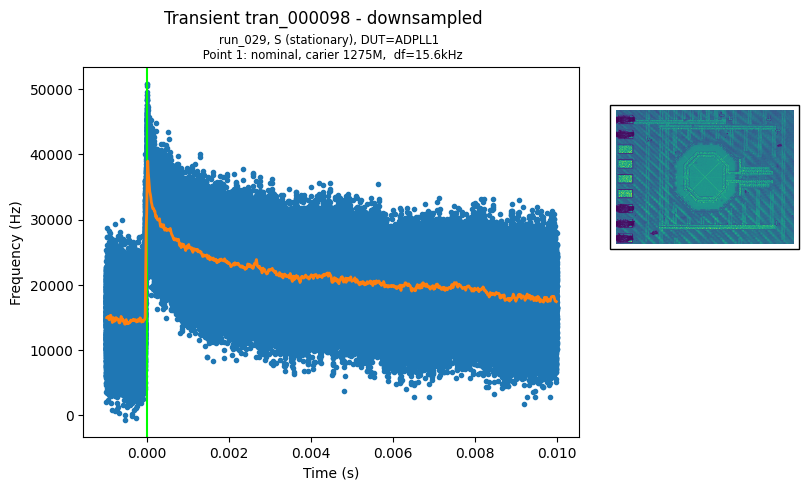 Transient tran_000098 - downsampled
run_029, S (stationary), DUT=ADPLL1
Point 1: nominal, carier 1275M,  df=15.6kHz
Frequency (Hz)
50000
40000
30000
20000
10000
0
0.000
0.002
0.004
0.006
0.008
0.010
Time (s)